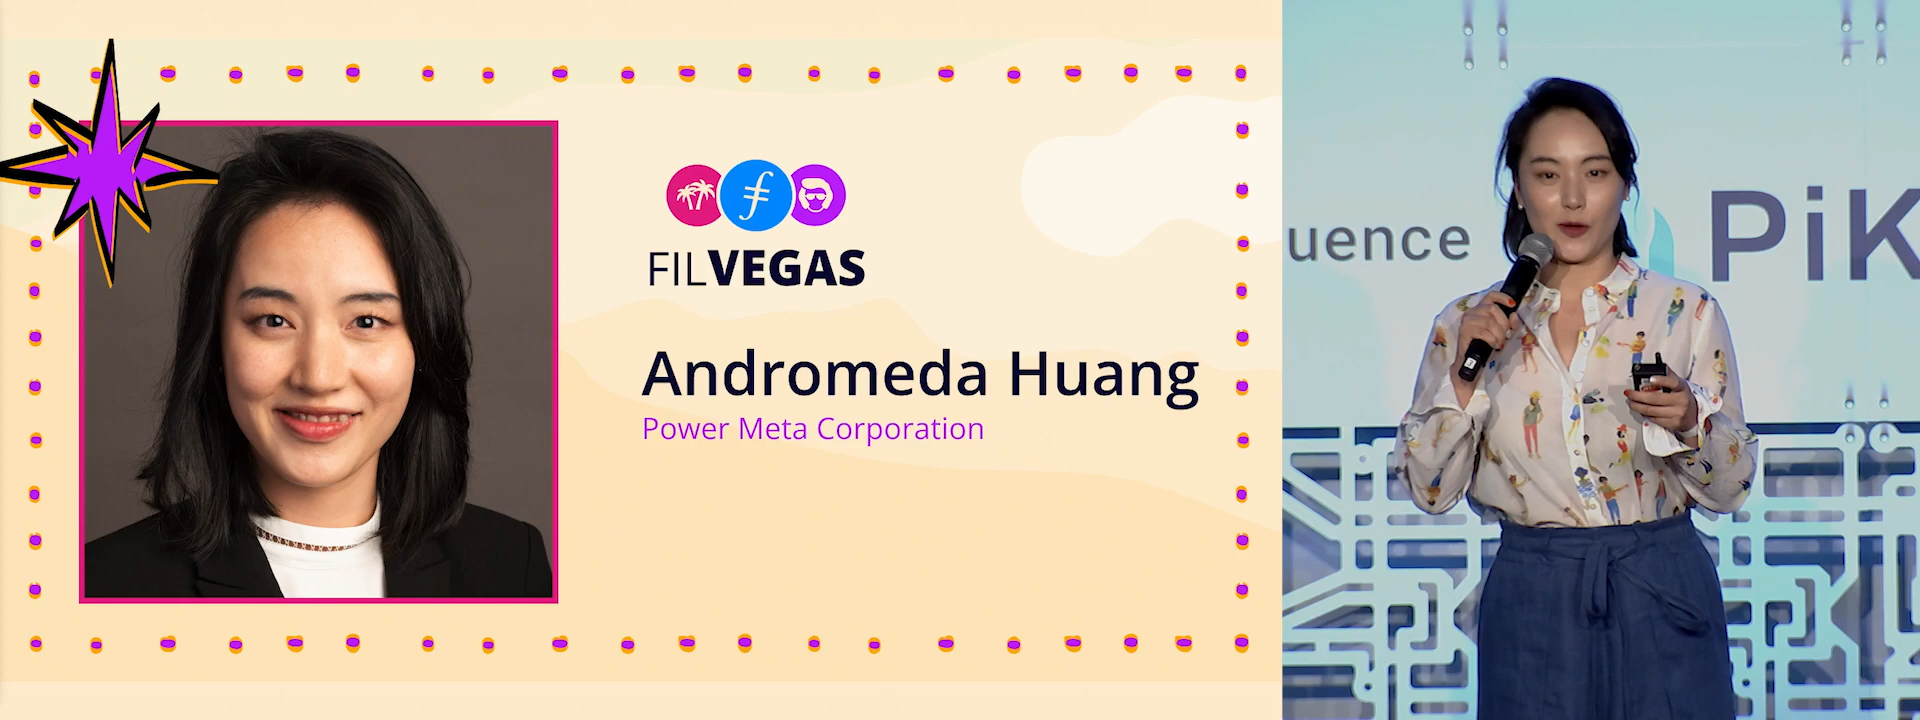 FILVEGAS
Andromeda Huang
Power Meta Corporation
uence
PiK